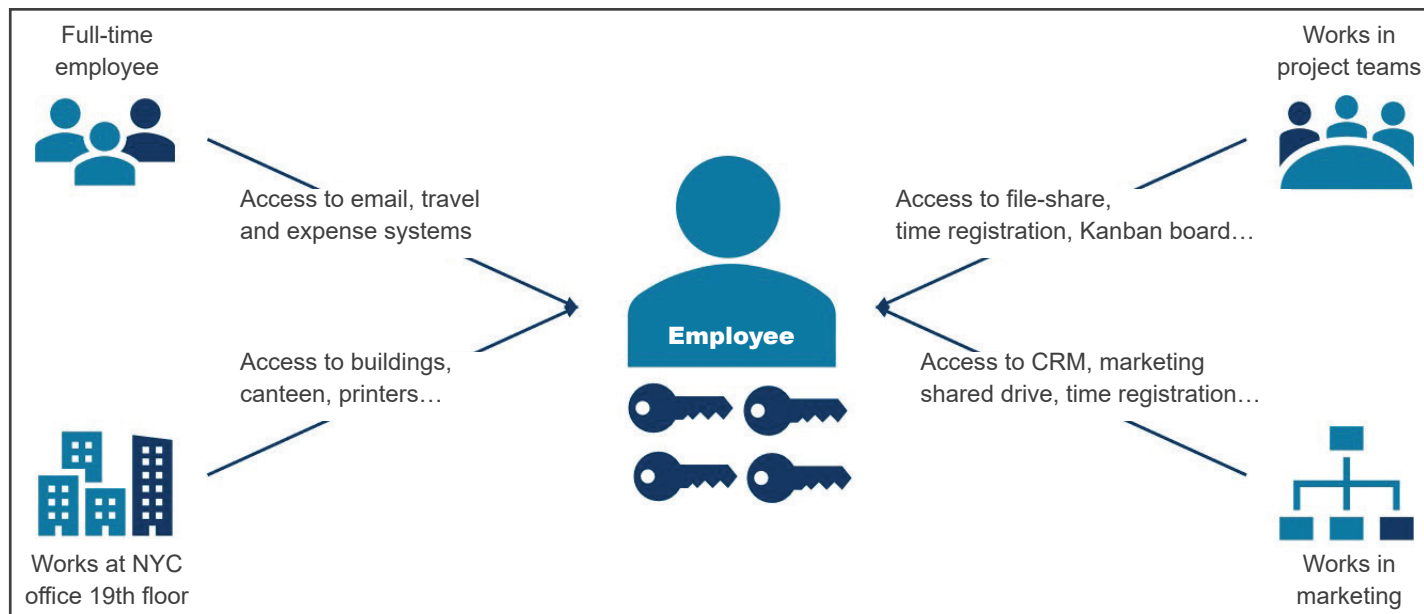 Full-time
employee
Works in
project teams
Access to email, travel
and expense systems
Access to file-share,
time registration, Kanban board…
Employee
Access to buildings,
canteen, printers…
Access to CRM, marketing
shared drive, time registration…
Works at NYC
office 19th floor
Works in
marketing